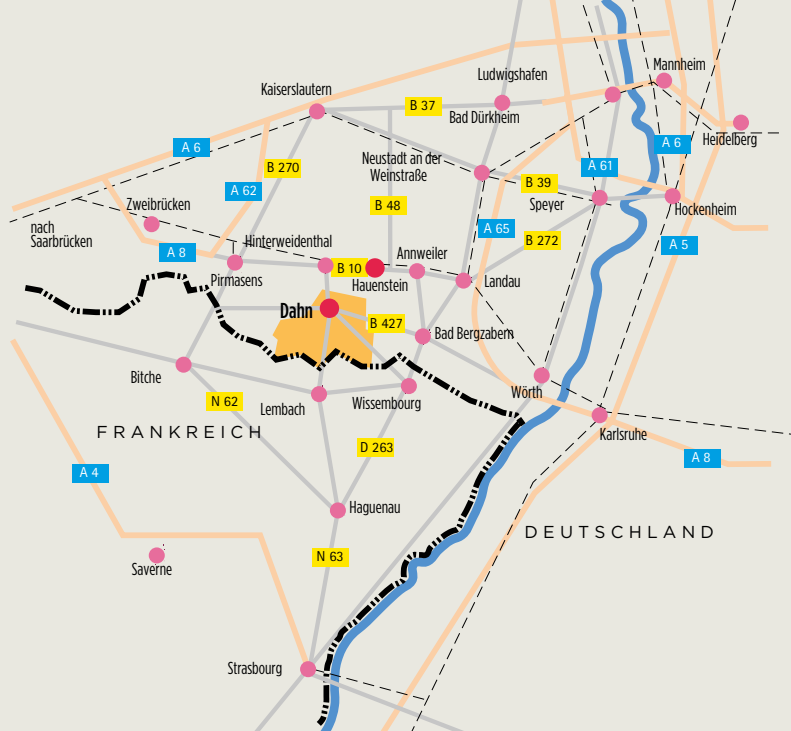 Mannheim
Ludwigshafen
Kaiserslautern
B 37
Bad Dürkheim
Heidelberg
A 6
A 6
Neustadt an der
Weinstraße
B 270
A 61
A 62
B 39
Zweibrücken
B 48
Speyer
Hockenheim
nach
Saarbrücken
A 65
B 272
A 5
Hinterweidenthal
A 8
Annweiler
B 10
Pirmasens
Hauenstein
Landau
Dahn
B 427
Bad Bergzabern
Bitche
Wörth
N 62
Lembach
Wissembourg
FRANKREICH
Karlsruhe
D 263
A 8
A 4
Haguenau
DEUTSCHLAND
N 63
Saverne
Strasbourg